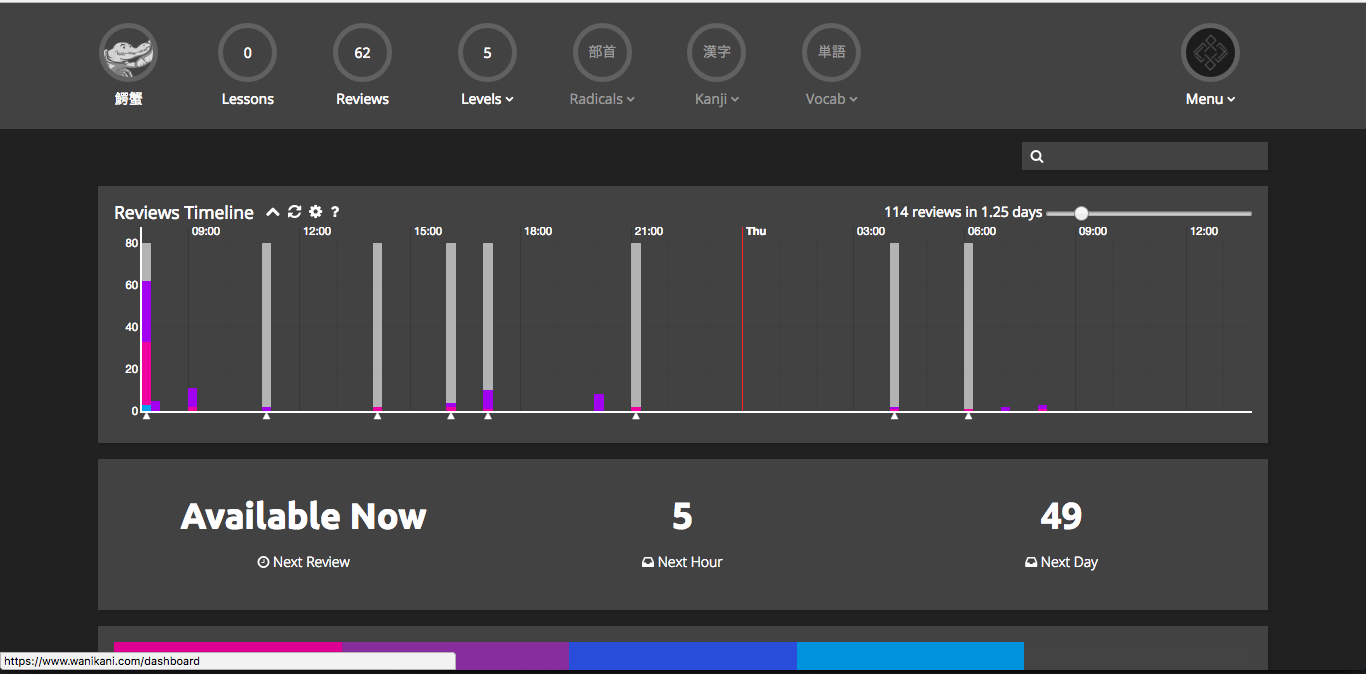 0
62
5
部首
漢字
単語
鰐蟹
Lessons
Reviews
Levels
Radicals
Kanji
Vocab
Menu
Reviews Timeline ?
114 reviews in 1.25 days
09:00 12:00 15:00 18:00 21:00 Thu 03:00 06:00 09:00 12:00
80
60
40
20
0
Available Now
5
49
Next Review
Next Hour
Next Day
https://www.wanikani.com/dashboard